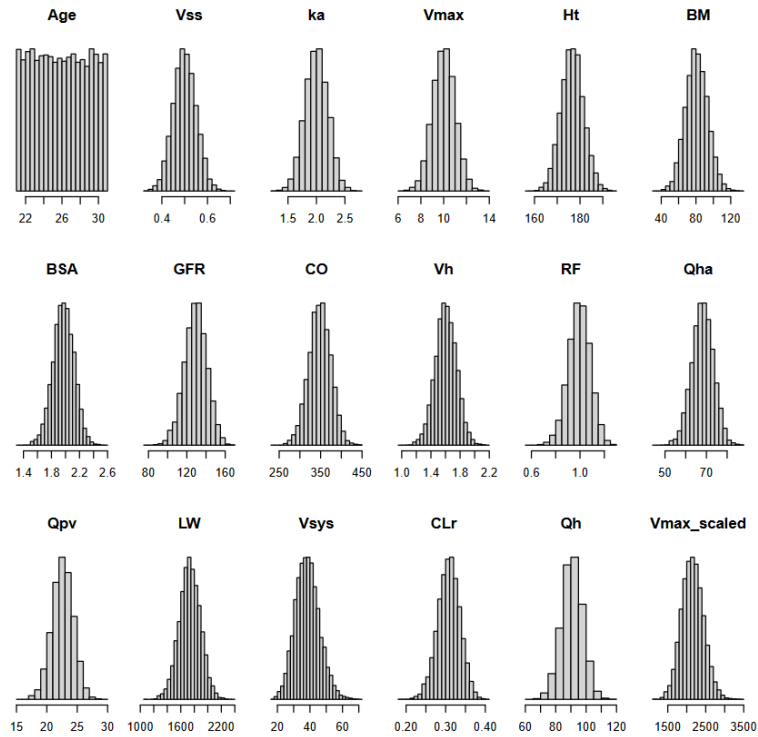 Age Vss ka Vmax Ht BM
22 26 30 0.4 0.6 1.5 2.0 2.5 6 8 10 14 160 180 40 80 120
BSA GFR CO Vh RF Qha
1.4 1.8 2.2 2.6 80 120 160 250 350 450 1.0 1.4 1.8 2.2 0.6 1.0 50 70
Qpv LW Vsys CLr Qh Vmax_scaled
15 20 25 30 1000 1600 2200 20 40 60 0.20 0.30 0.40 60 80 100 120 1500 2500 3500